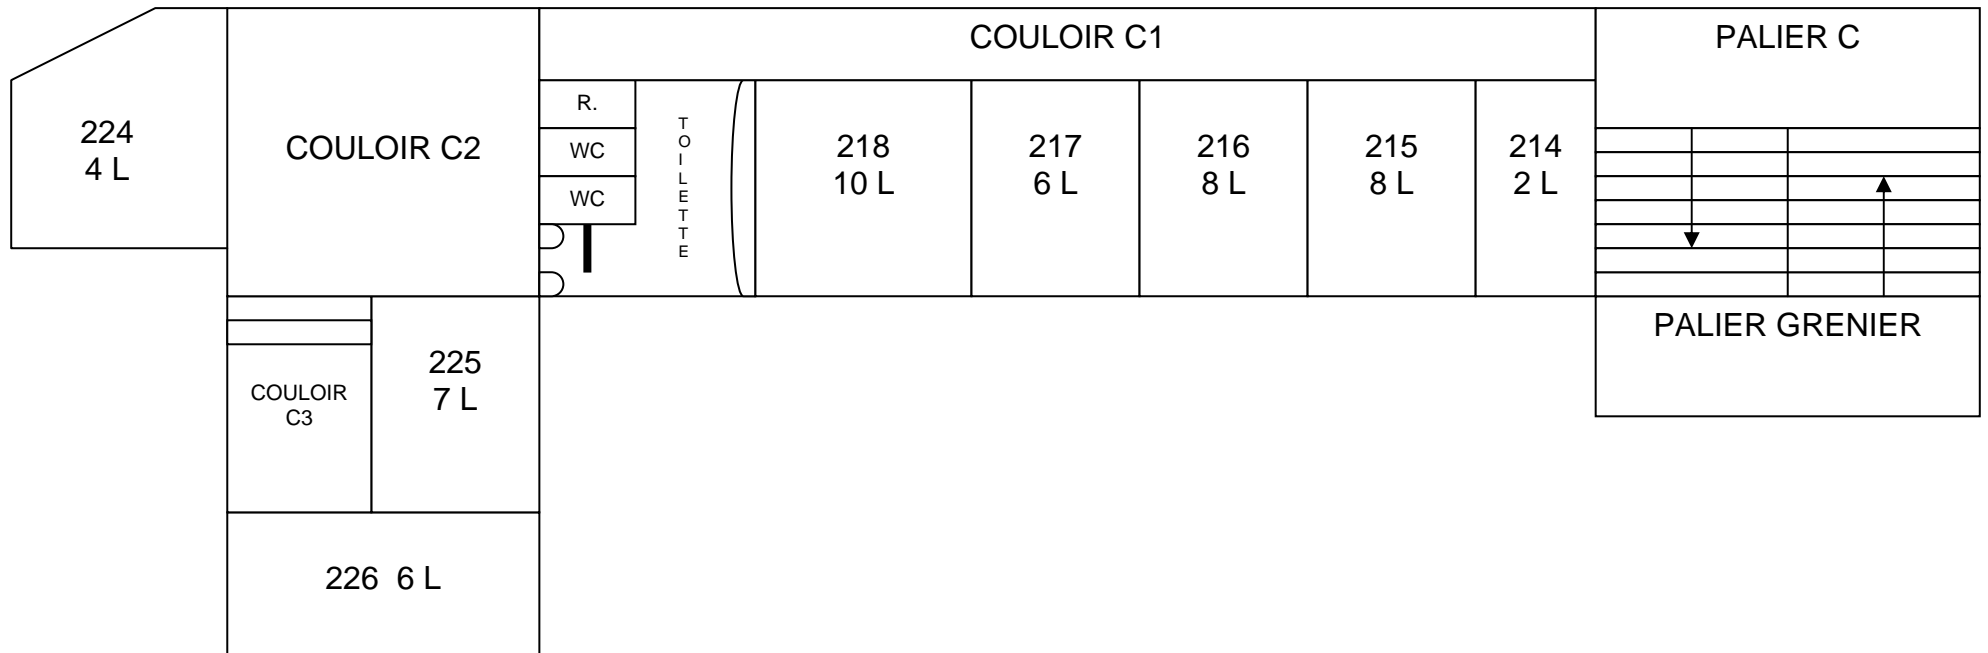 COULOIR C1
PALIER C
224
4 L
COULOIR C2
R.
WC
WC
TOILETTE
218
10 L
217
6 L
216
8 L
215
8 L
214
2 L
PALIER GRENIER
225
7 L
COULOIR
C3
226 6 L